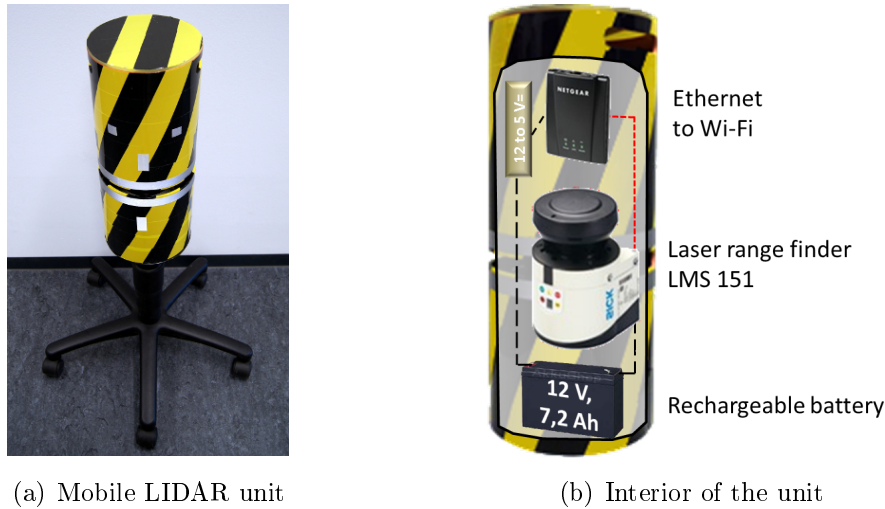 NETGEAR
12 to 5 V=
Ethernet
to Wi-Fi
Laser range finder
LMS 151
SICK
12 V,
7,2 Ah
Rechargeable battery
(a) Mobile LIDAR unit
(b) Interior of the unit